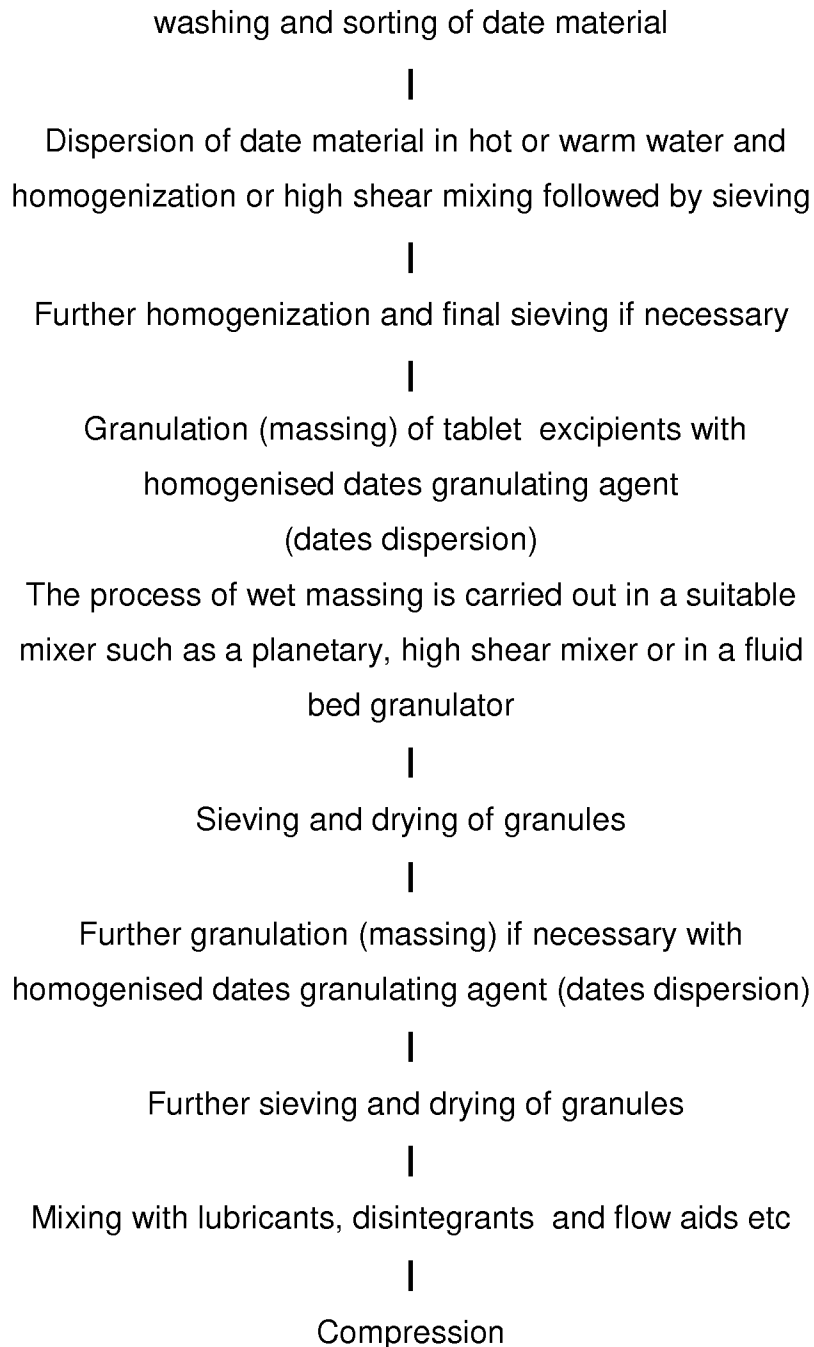 washing and sorting of date material
Dispersion of date material in hot or warm water and
homogenization or high shear mixing followed by sieving
Further homogenization and final sieving if necessary
Granulation (massing) of tablet excipients with
homogenised dates granulating agent
(dates dispersion)
The process of wet massing is carried out in a suitable
mixer such as a planetary, high shear mixer or in a fluid
bed granulator
Sieving and drying of granules
Further granulation (massing) if necessary with
homogenised dates granulating agent (dates dispersion)
Further sieving and drying of granules
Mixing with lubricants, disintegrants and flow aids etc
Compression